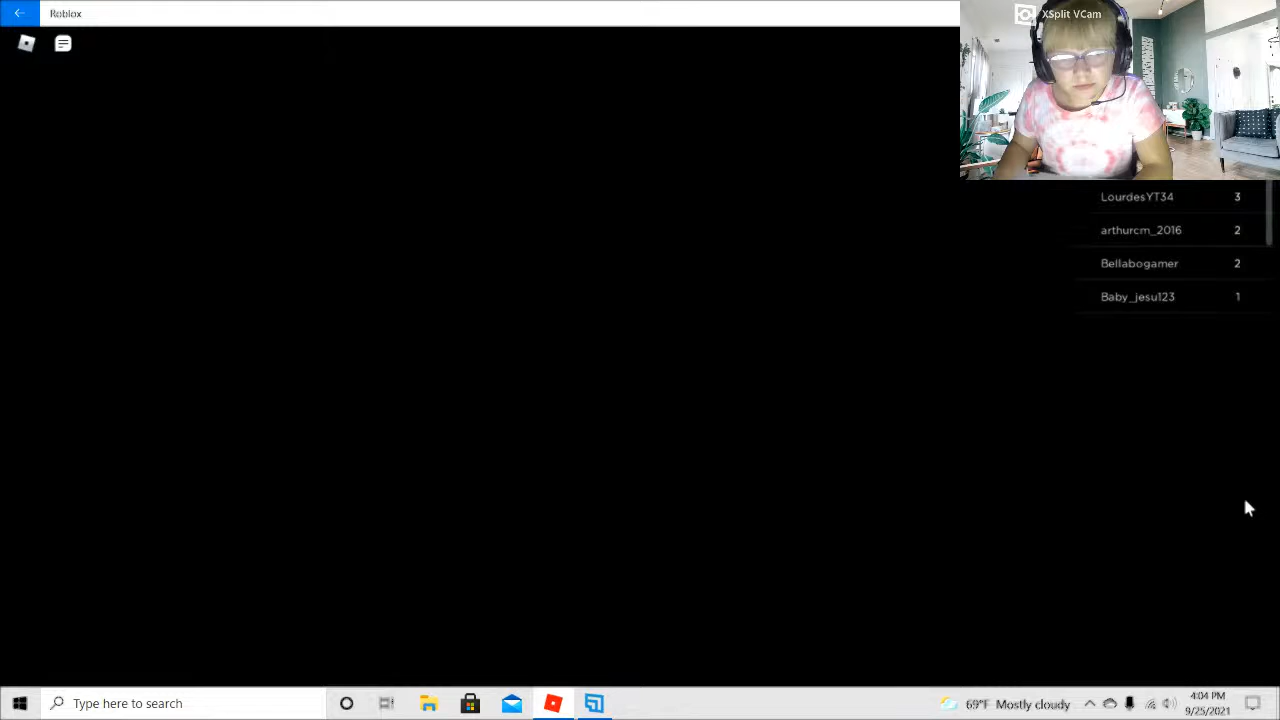 Roblox
XSplit VCam
LourdesYT34 3
arthurcm_2016 2
Bellabogamer 2
Baby_jesu123 1
Type here to search
69°F Mostly cloudy
4:04 PM
9/25/2021